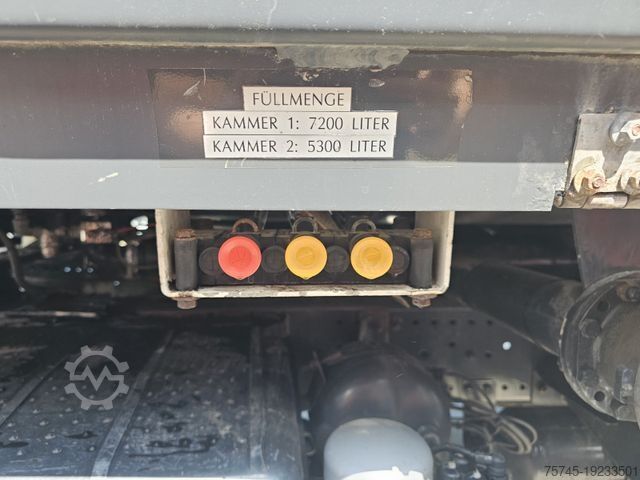 FÜLLMENGE
KAMMER 1: 7200 LITER
KAMMER 2: 5300 LITER
75745-19233501